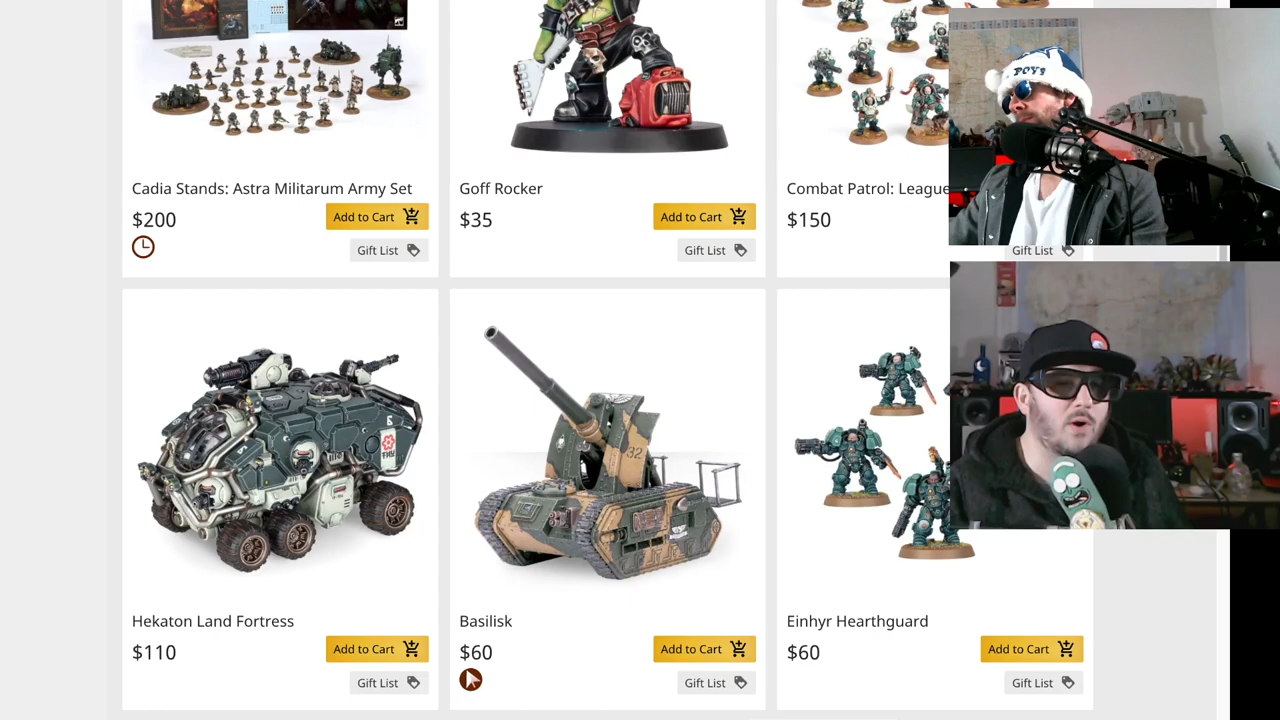 Cadia Stands: Astra Militarum Army Set
$200
Add to Cart
Gift List
Goff Rocker
$35
Add to Cart
Gift List
Combat Patrol: League
$150
Gift List
POVS
Hekaton Land Fortress
$110
Add to Cart
Gift List
32
Basilisk
$60
Add to Cart
Gift List
Einhyr Hearthguard
$60
Add to Cart
Gift List